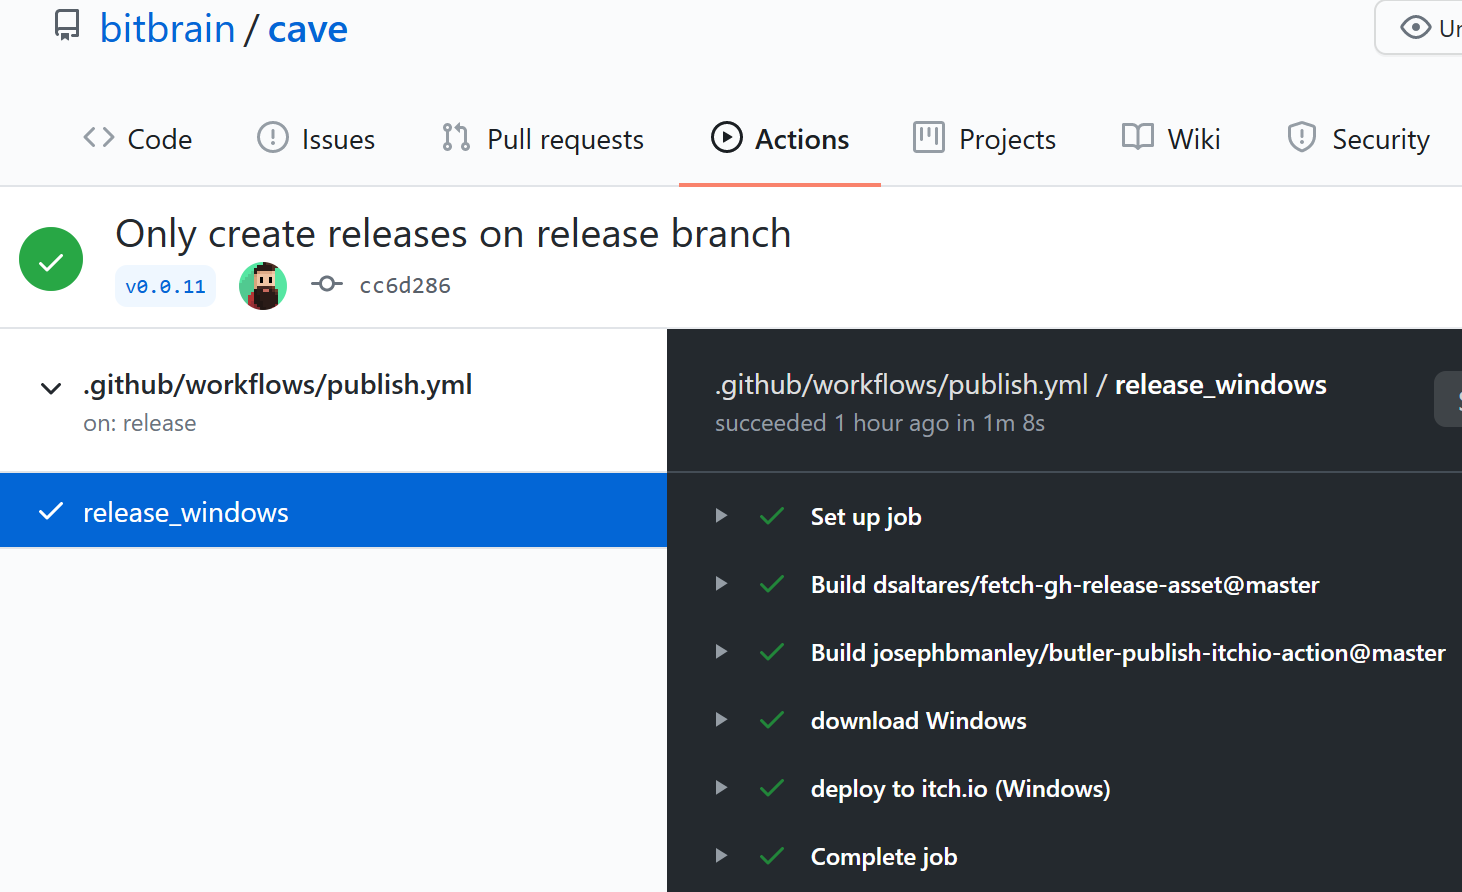 bitbrain / cave
Un
Code Issues Pull requests Actions Projects Wiki Security
Only create releases on release branch
v0.0.11 cc6d286
.github/workflows/publish.yml
on: release
release_windows
.github/workflows/publish.yml / release_windows
succeeded 1 hour ago in 1m 8s
Set up job
Build dsaltares/fetch-gh-release-asset@master
Build josephbmanley/butler-publish-itchio-action@master
download Windows
deploy to itch.io (Windows)
Complete job